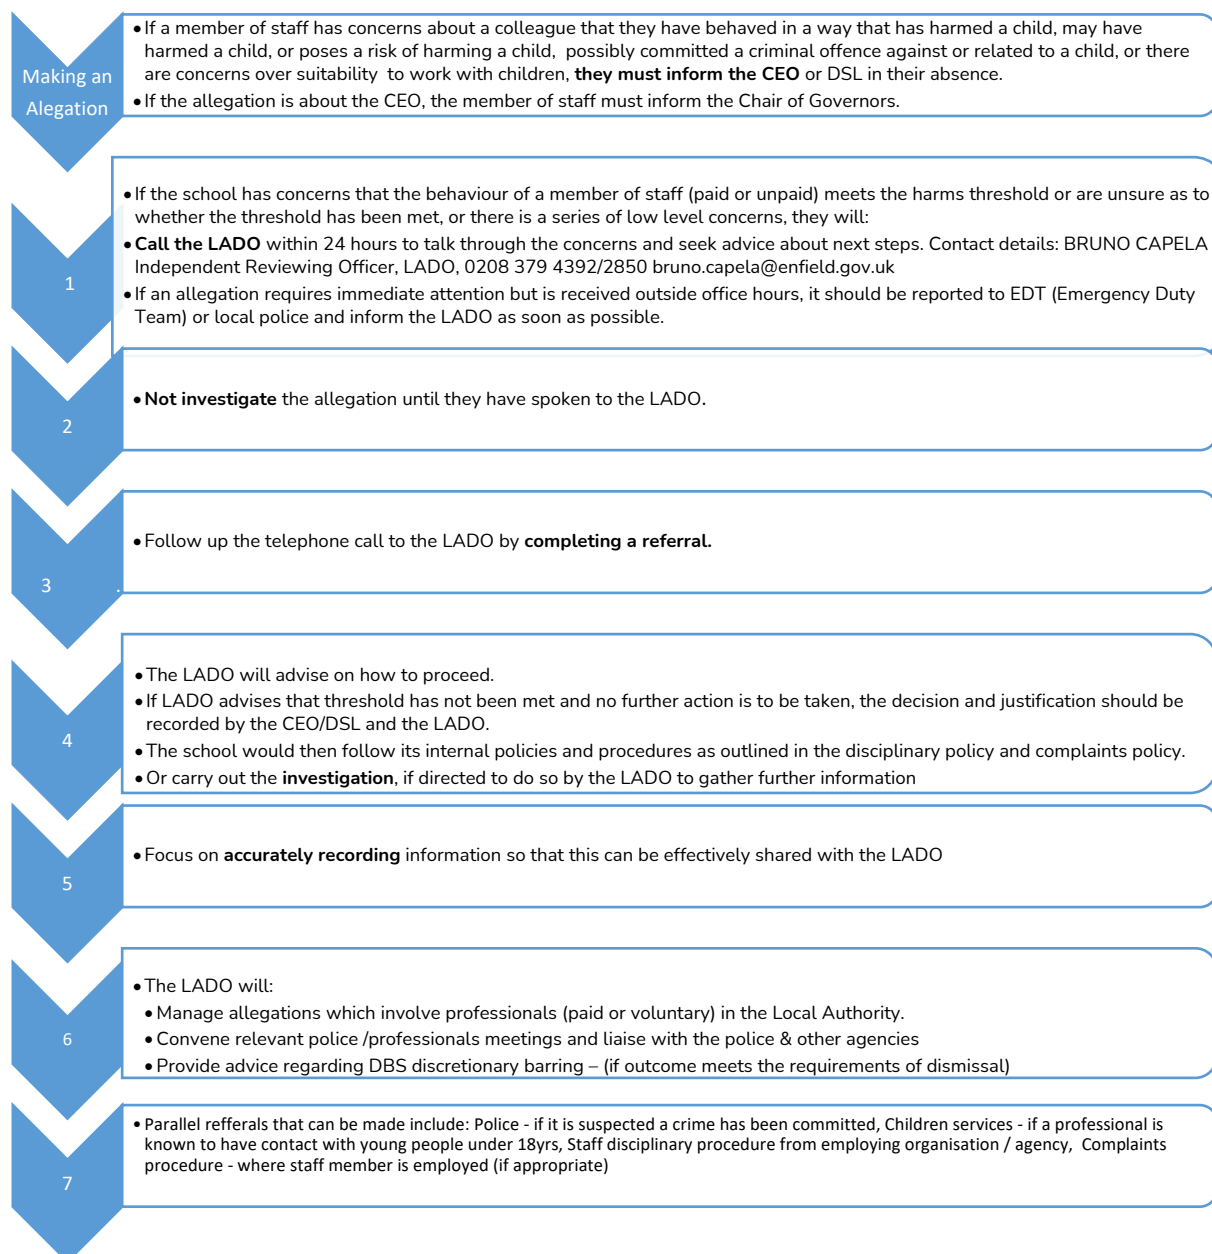 Making an
Alegation
• If a member of staff has concerns about a colleague that they have behaved in a way that has harmed a child, may have
harmed a child, or poses a risk of harming a child, possibly committed a criminal offence against or related to a child, or there
are concerns over suitability to work with children, they must inform the CEO or DSL in their absence.
• If the allegation is about the CEO, the member of staff must inform the Chair of Governors.
1
• If the school has concerns that the behaviour of a member of staff (paid or unpaid) meets the harms threshold or are unsure as to
whether the threshold has been met, or there is a series of low level concerns, they will:
• Call the LADO within 24 hours to talk through the concerns and seek advice about next steps. Contact details: BRUNO CAPELA
Independent Reviewing Officer, LADO, 0208 379 4392/2850 bruno.capela@enfield.gov.uk
• If an allegation requires immediate attention but is received outside office hours, it should be reported to EDT (Emergency Duty
Team) or local police and inform the LADO as soon as possible.
2
• Not investigate the allegation until they have spoken to the LADO.
3 .
• Follow up the telephone call to the LADO by completing a referral.
4
• The LADO will advise on how to proceed.
• If LADO advises that threshold has not been met and no further action is to be taken, the decision and justification should be
recorded by the CEO/DSL and the LADO.
• The school would then follow its internal policies and procedures as outlined in the disciplinary policy and complaints policy.
• Or carry out the investigation, if directed to do so by the LADO to gather further information
5
• Focus on accurately recording information so that this can be effectively shared with the LADO
6
• The LADO will:
• Manage allegations which involve professionals (paid or voluntary) in the Local Authority.
• Convene relevant police /professionals meetings and liaise with the police & other agencies
• Provide advice regarding DBS discretionary barring – (if outcome meets the requirements of dismissal)
7
• Parallel refferals that can be made include: Police - if it is suspected a crime has been committed, Children services - if a professional is
known to have contact with young people under 18yrs, Staff disciplinary procedure from employing organisation / agency, Complaints
procedure - where staff member is employed (if appropriate)